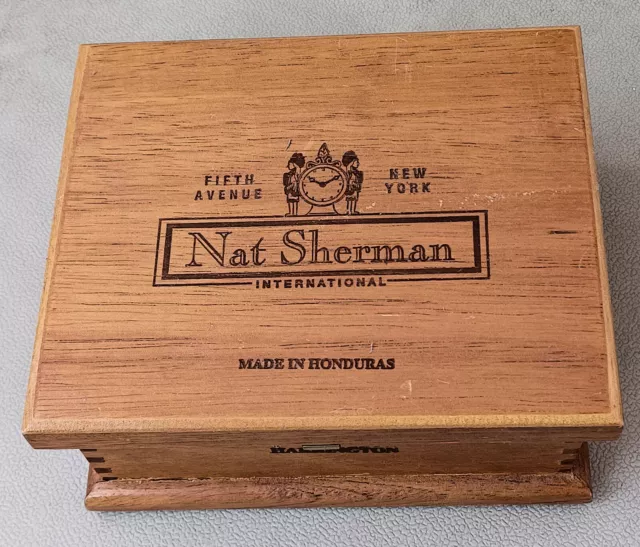 FIFTH
AVENUE
NEW
YORK
Nat Sherman
INTERNATIONAL
MADE IN HONDURAS